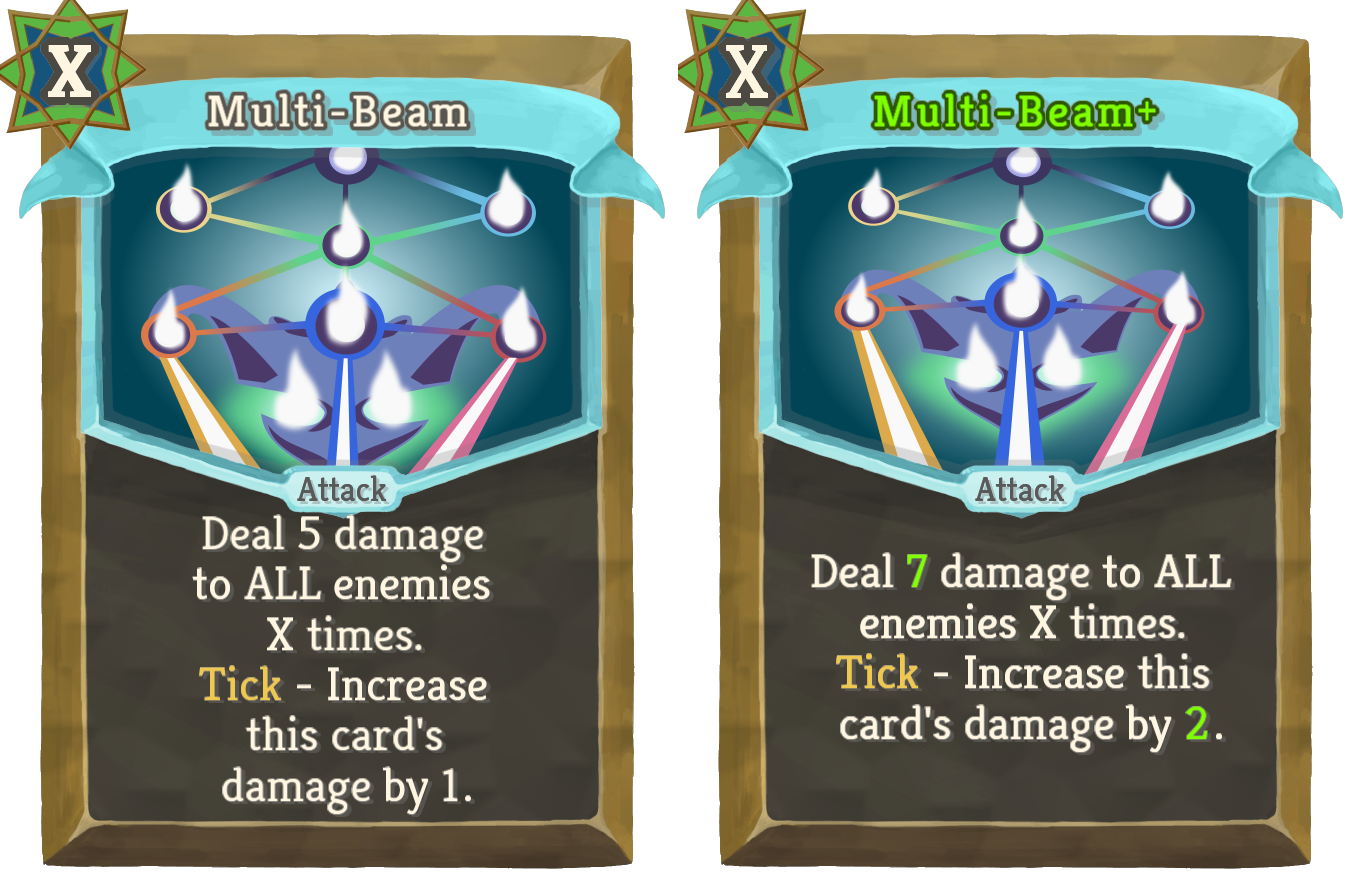 X
Multi-Beam
Attack
Deal 5 damage
to ALL enemies
X times.
Tick - Increase
this card's
damage by 1.
X
Multi-Beam+
Attack
Deal 7 damage to ALL
enemies X times.
Tick - Increase this
card's damage by 2.